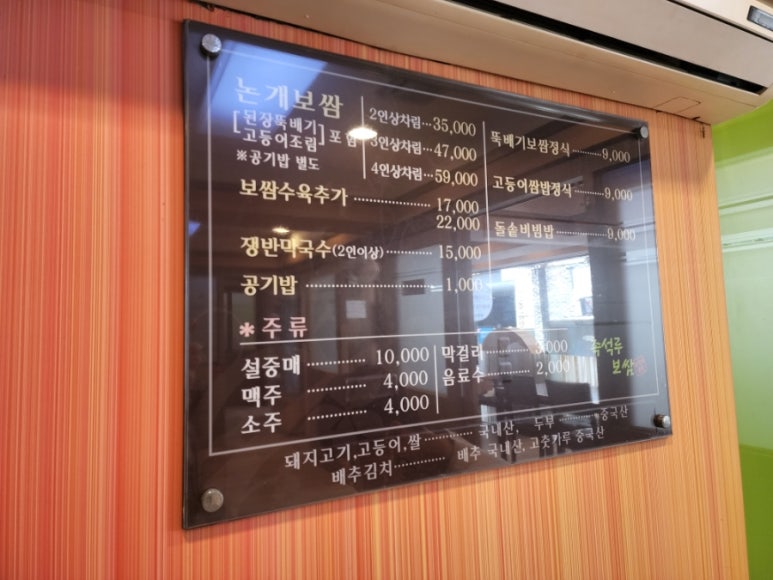 논개보쌈
[된장뚝배기
고등어조림] 포함
※공기밥 별도
2인상차림···35,000
3인상차림···47,000
4인상차림···59,000
보쌈수육추가 ·················· 17,000
22,000
쟁반막국수(2인이상)············ 15,000
공기밥 ····················· 1,000
뚝배기보쌈정식··········9,000
고등어쌈밥정식·········9,000
돌솥비빔밥············9,000
*주류
설중매 ············· 10,000
맥주 ·············· 4,000
소주 ·············· 4,000
막걸리··········· 3,000
음료수··········· 2,000
보쌈
돼지고기,고등어,쌀············ 국내산, 두부 ···········중국산
배추김치············ 배추 국내산, 고춧가루 중국산